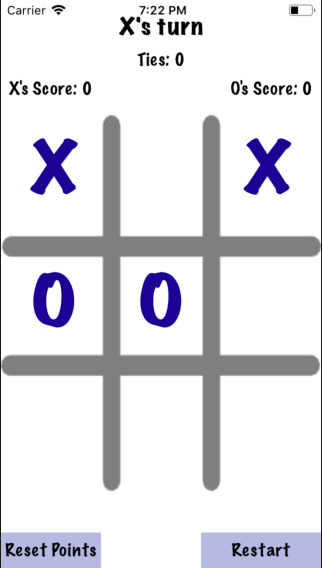 Carrier 7:22 PM
X's turn
Ties: 0
X's Score: 0 O's Score: 0
X X
O O
Reset Points Restart